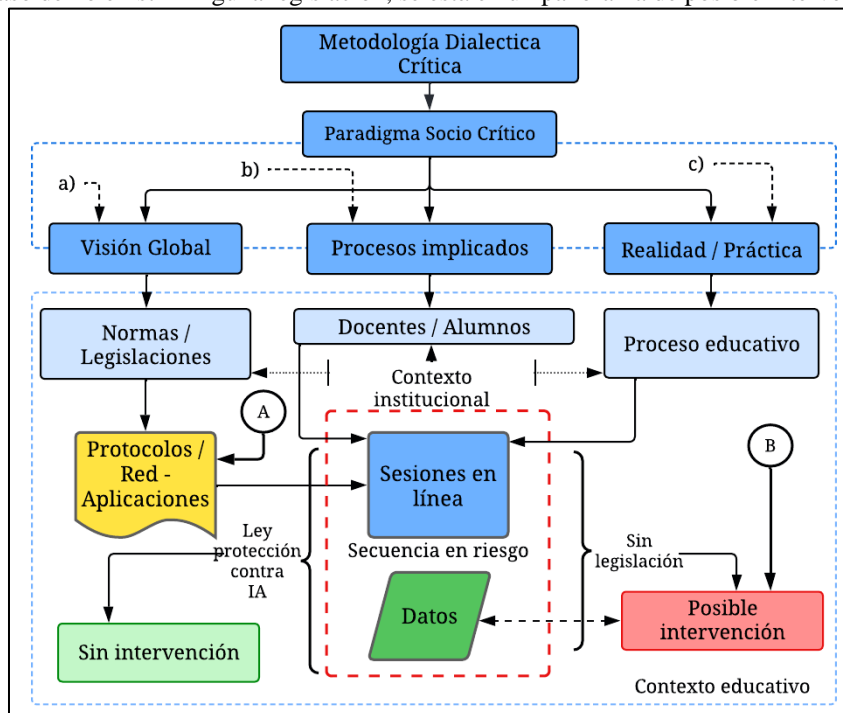 Metodología Dialectica
Crítica
Paradigma Socio Crítico
a)
b)
c)
Visión Global
Procesos implicados
Realidad / Práctica
Normas /
Legislaciones
Docentes / Alumnos
Proceso educativo
Contexto
institucional
A
B
Protocolos /
Red -
Aplicaciones
Sesiones en
línea
Ley
protección
contra
IA
Secuencia en riesgo
Sin
legislación
Datos
Posible
intervención
Sin intervención
Contexto educativo